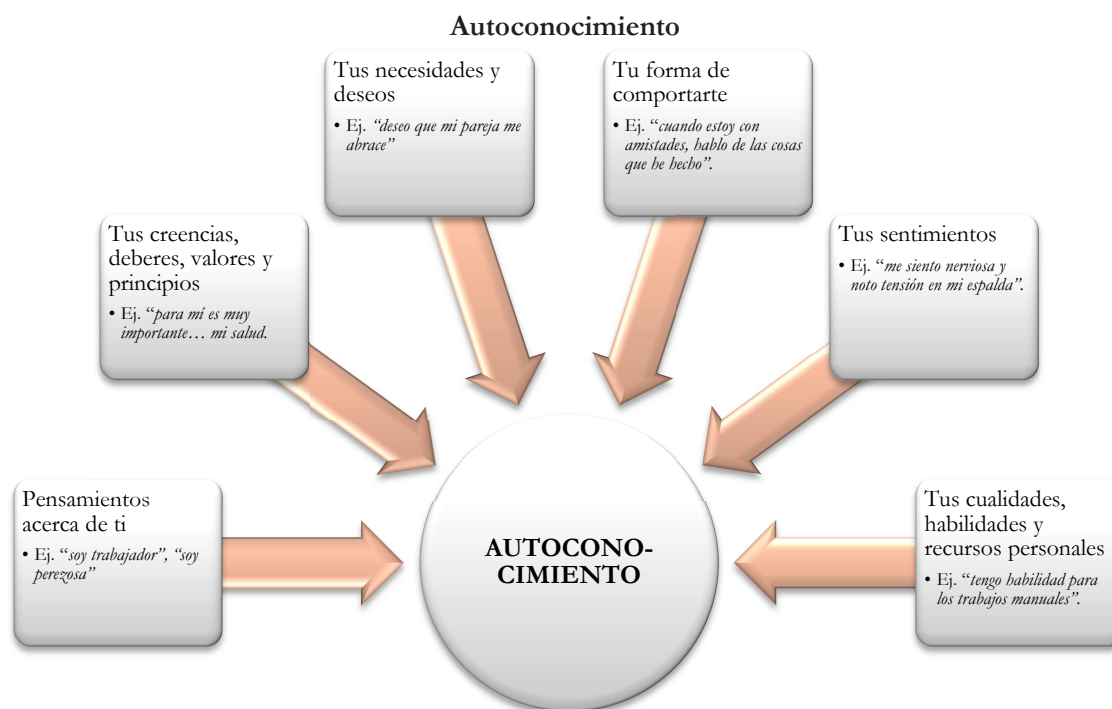 Autoconocimiento
Pensamientos
acerca de ti
• Ej. “soy trabajador”, “soy
perezosa”
Tus creencias,
deberes, valores y
principios
• Ej. “para mí es muy
importante… mi salud.
Tus necesidades y
deseos
• Ej. “deseo que mi pareja me
abrace”
Tu forma de
comportarte
• Ej. “cuando estoy con
amistades, hablo de las cosas
que he hecho”.
Tus sentimientos
• Ej. “me siento nerviosa y
noto tensión en mi espalda”.
Tus cualidades,
habilidades y
recursos personales
• Ej. “tengo habilidad para
los trabajos manuales”.
AUTOCONO-
CIMIENTO